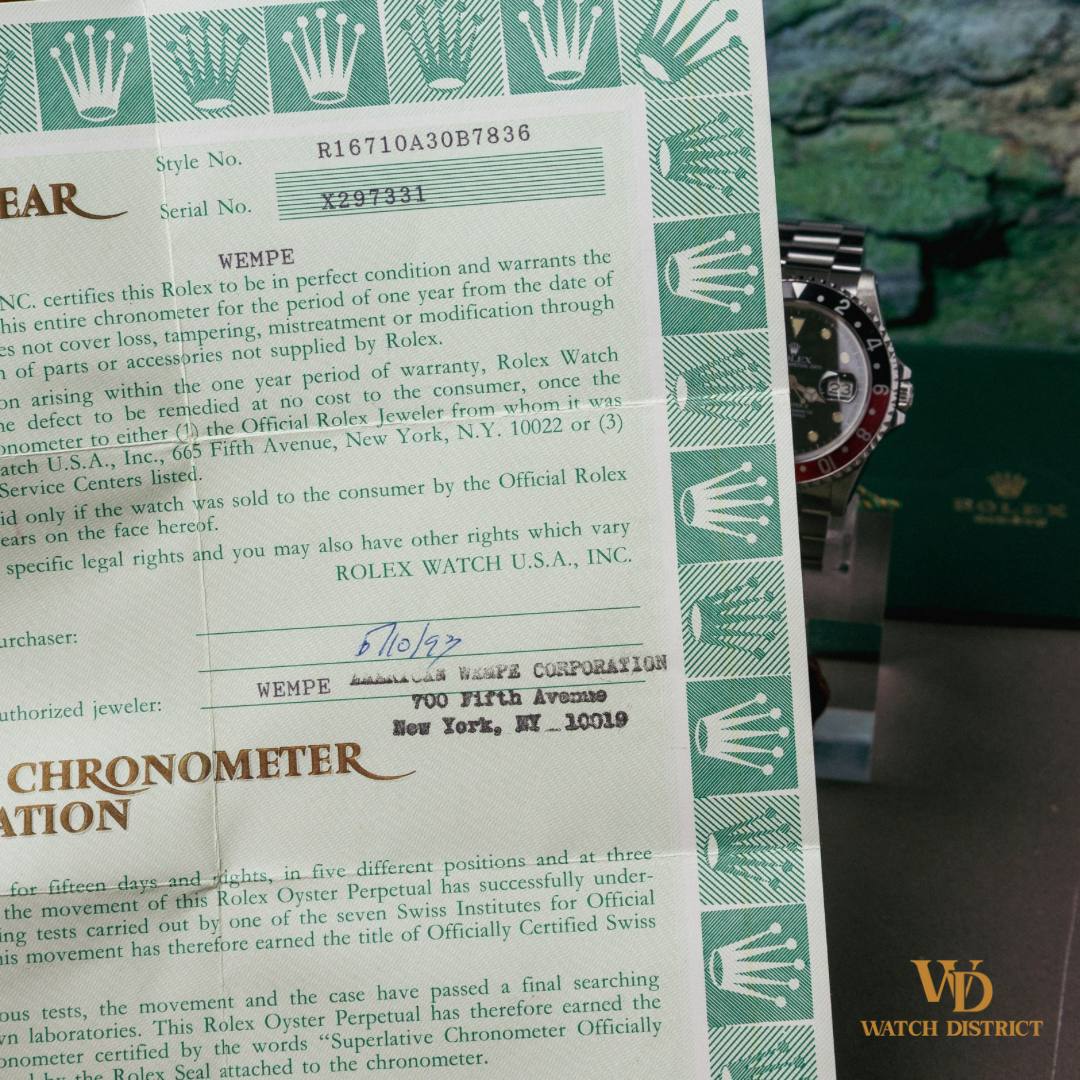 Style No. R16710A30B7836
EAR
Serial No. X297331
WEMPE
NC. certifies this Rolex to be in perfect condition and warrants the
his entire chronometer for the period of one year from the date of
es not cover loss, tampering, mistreatment or modification through
n of parts or accessories not supplied by Rolex.
on arising within the one year period of warranty, Rolex Watch
ne defect to be remedied at no cost to the consumer, once the
onometer to either (1) the Official Rolex Jeweler from whom it was
atch U.S.A., Inc., 665 Fifth Avenue, New York, N.Y. 10022 or (3)
Service Centers listed.
id only if the watch was sold to the consumer by the Official Rolex
ears on the face hereof.
specific legal rights and you may also have other rights which vary
ROLEX WATCH U.S.A., INC.
urchaser:
WEMPE AMERICAN WEMPE CORPORATION
uthorized jeweler: 700 Fifth Avenue
New York, NY 10019
CHRONOMETER
ATION
for fifteen days and nights, in five different positions and at three
the movement of this Rolex Oyster Perpetual has successfully under-
ing tests carried out by one of the seven Swiss Institutes for Official
his movement has therefore earned the title of Officially Certified Swiss
ous tests, the movement and the case have passed a final searching
wn laboratories. This Rolex Oyster Perpetual has therefore earned the
onometer certified by the words “Superlative Chronometer Officially
by the Rolex Seal attached to the chronometer.
2
4
6
8
10
23
ROLEX
WD
WATCH DISTRICT